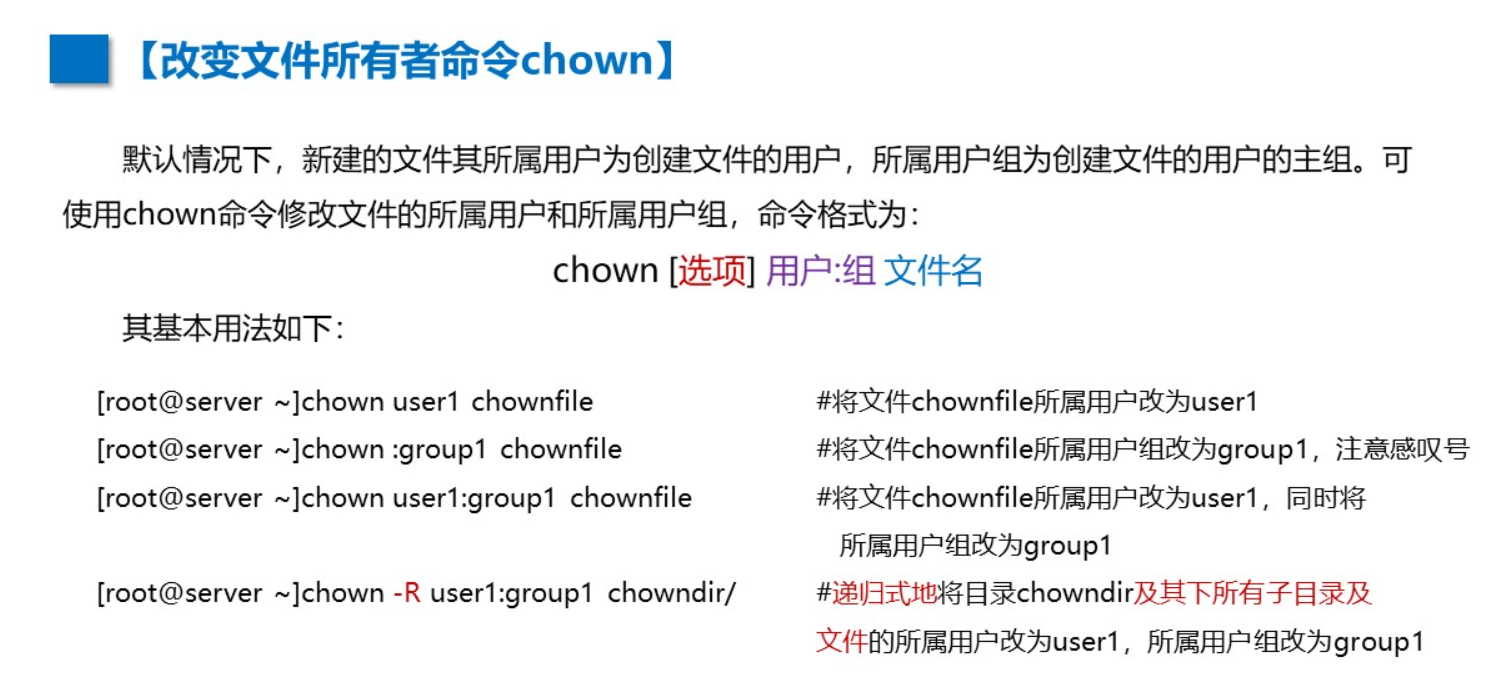 【改变文件所有者命令chown】
默认情况下，新建的文件其所属用户为创建文件的用户，所属用户组为创建文件的用户的主组。可
使用chown命令修改文件的所属用户和所属用户组，命令格式为：
chown [选项] 用户:组 文件名
其基本用法如下：
[root@server ~]chown user1 chownfile #将文件chownfile所属用户改为user1
[root@server ~]chown :group1 chownfile #将文件chownfile所属用户组改为group1，注意感叹号
[root@server ~]chown user1:group1 chownfile #将文件chownfile所属用户改为user1，同时将
所属用户组改为group1
[root@server ~]chown -R user1:group1 chowndir/ #递归式地将目录chowndir及其下所有子目录及
文件的所属用户改为user1，所属用户组改为group1